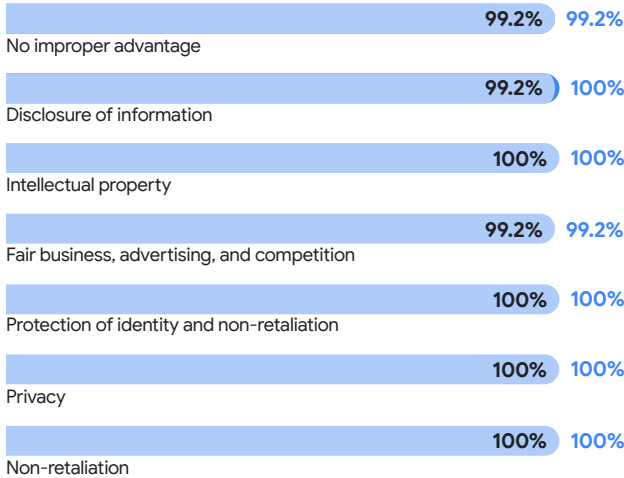 99.2% 99.2%
No improper advantage
99.2% 100%
Disclosure of information
100% 100%
Intellectual property
99.2% 99.2%
Fair business, advertising, and competition
100% 100%
Protection of identity and non-retaliation
100% 100%
Privacy
100% 100%
Non-retaliation